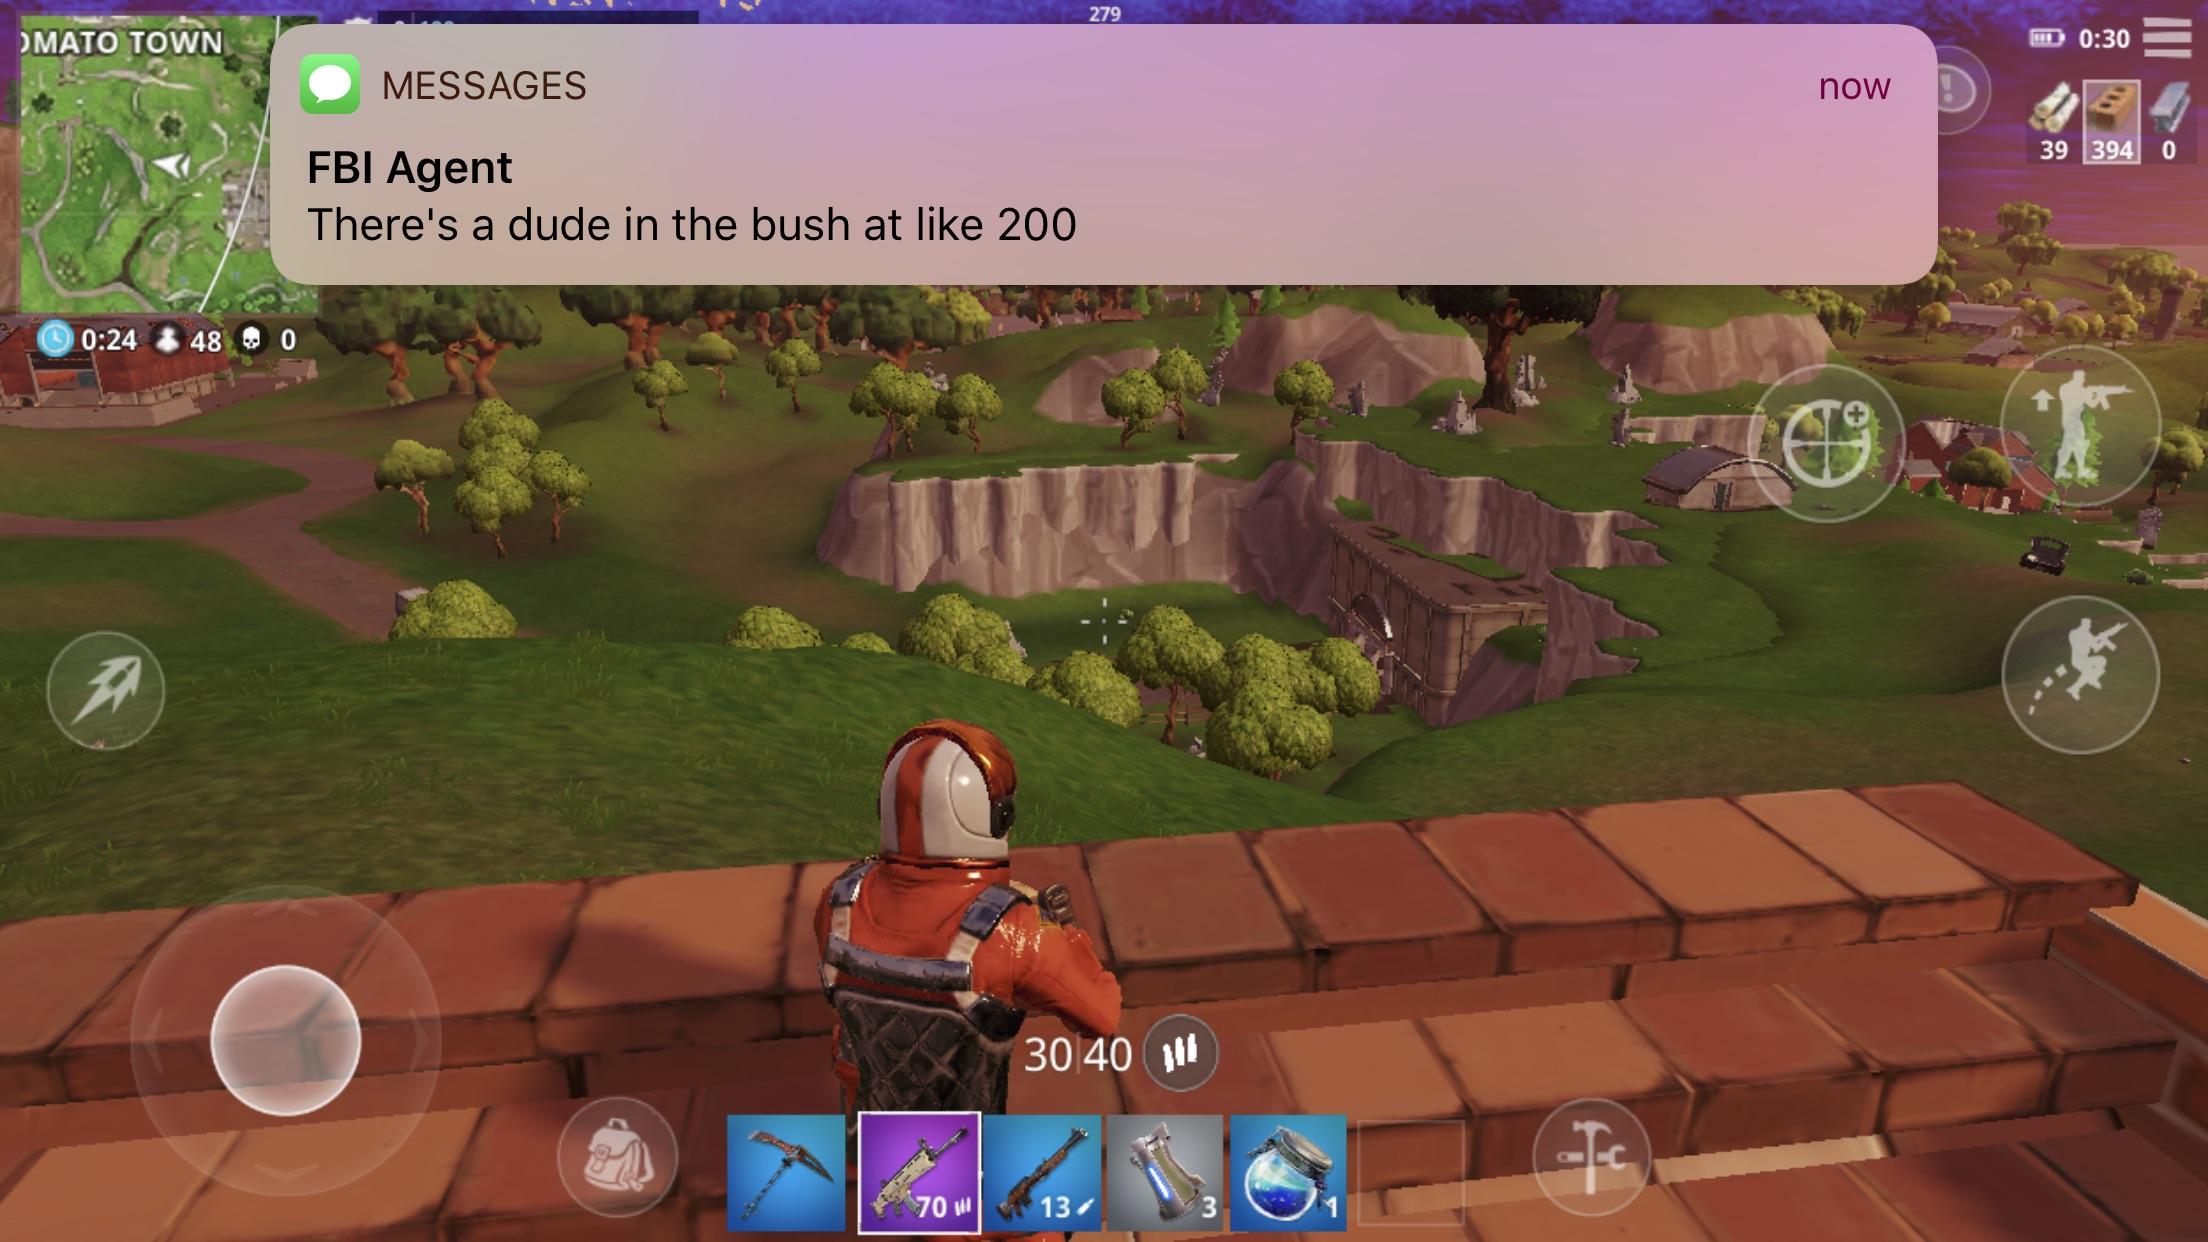 279
OMATO TOWN
MESSAGES
now
FBI Agent
There's a dude in the bush at like 200
0:30
39
394
0
0:24
48
0
30|40
70
13
3
1